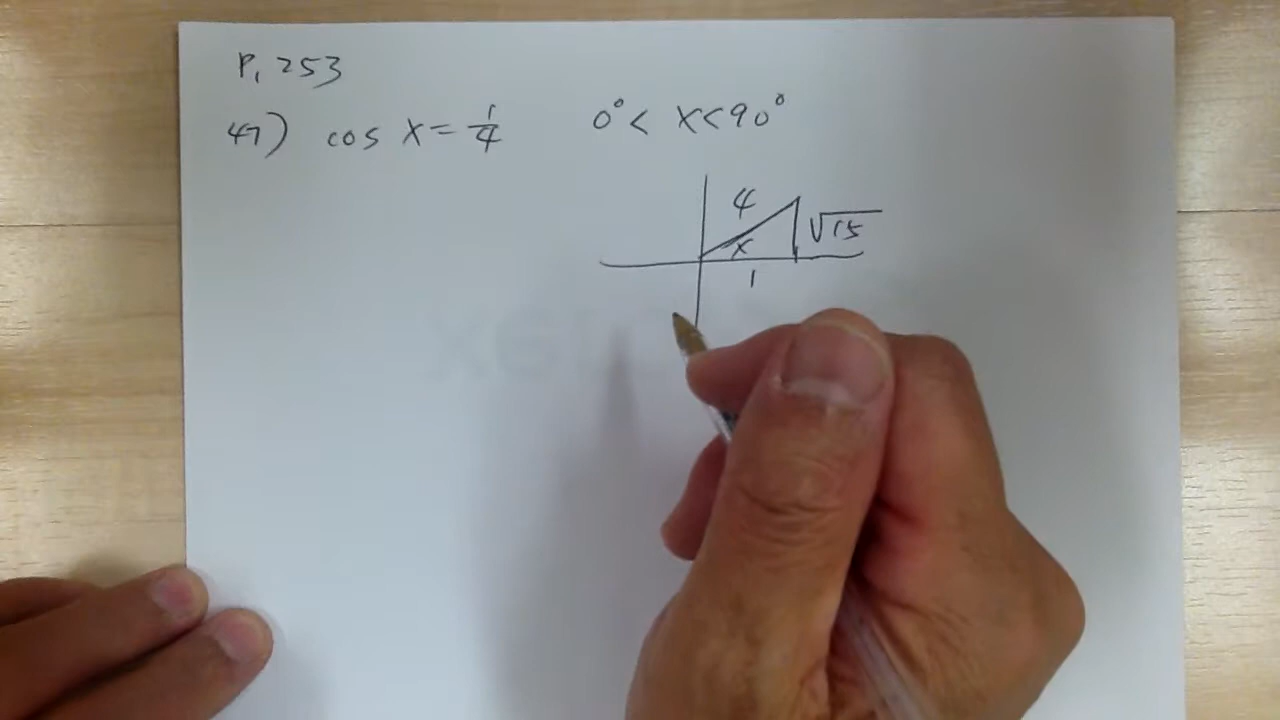 P, 253
47) cos x = 1/4 0° < x < 90°
4
x √15
1